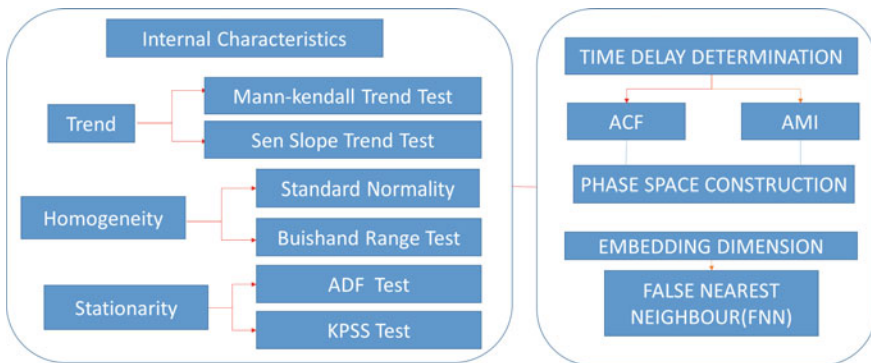 Internal Characteristics
Trend
Mann-kendall Trend Test
Sen Slope Trend Test
Homogeneity
Standard Normality
Buishand Range Test
Stationarity
ADF Test
KPSS Test
TIME DELAY DETERMINATION
ACF
AMI
PHASE SPACE CONSTRUCTION
EMBEDDING DIMENSION
FALSE NEAREST
NEIGHBOUR(FNN)